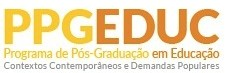 PPGEDUC
Programa de Pós-Graduação em Educação
Contextos Contemporâneos e Demandas Populares